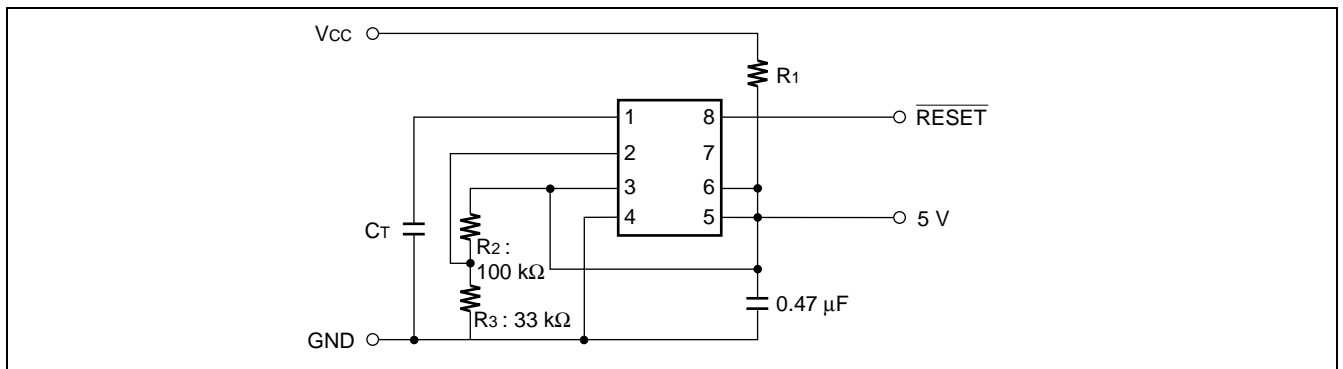 VCC
R1
1 8
RESET
2 7
3 6
4 5
5 V
CT
R2 :
100 kΩ
0.47 μF
R3 : 33 kΩ
GND